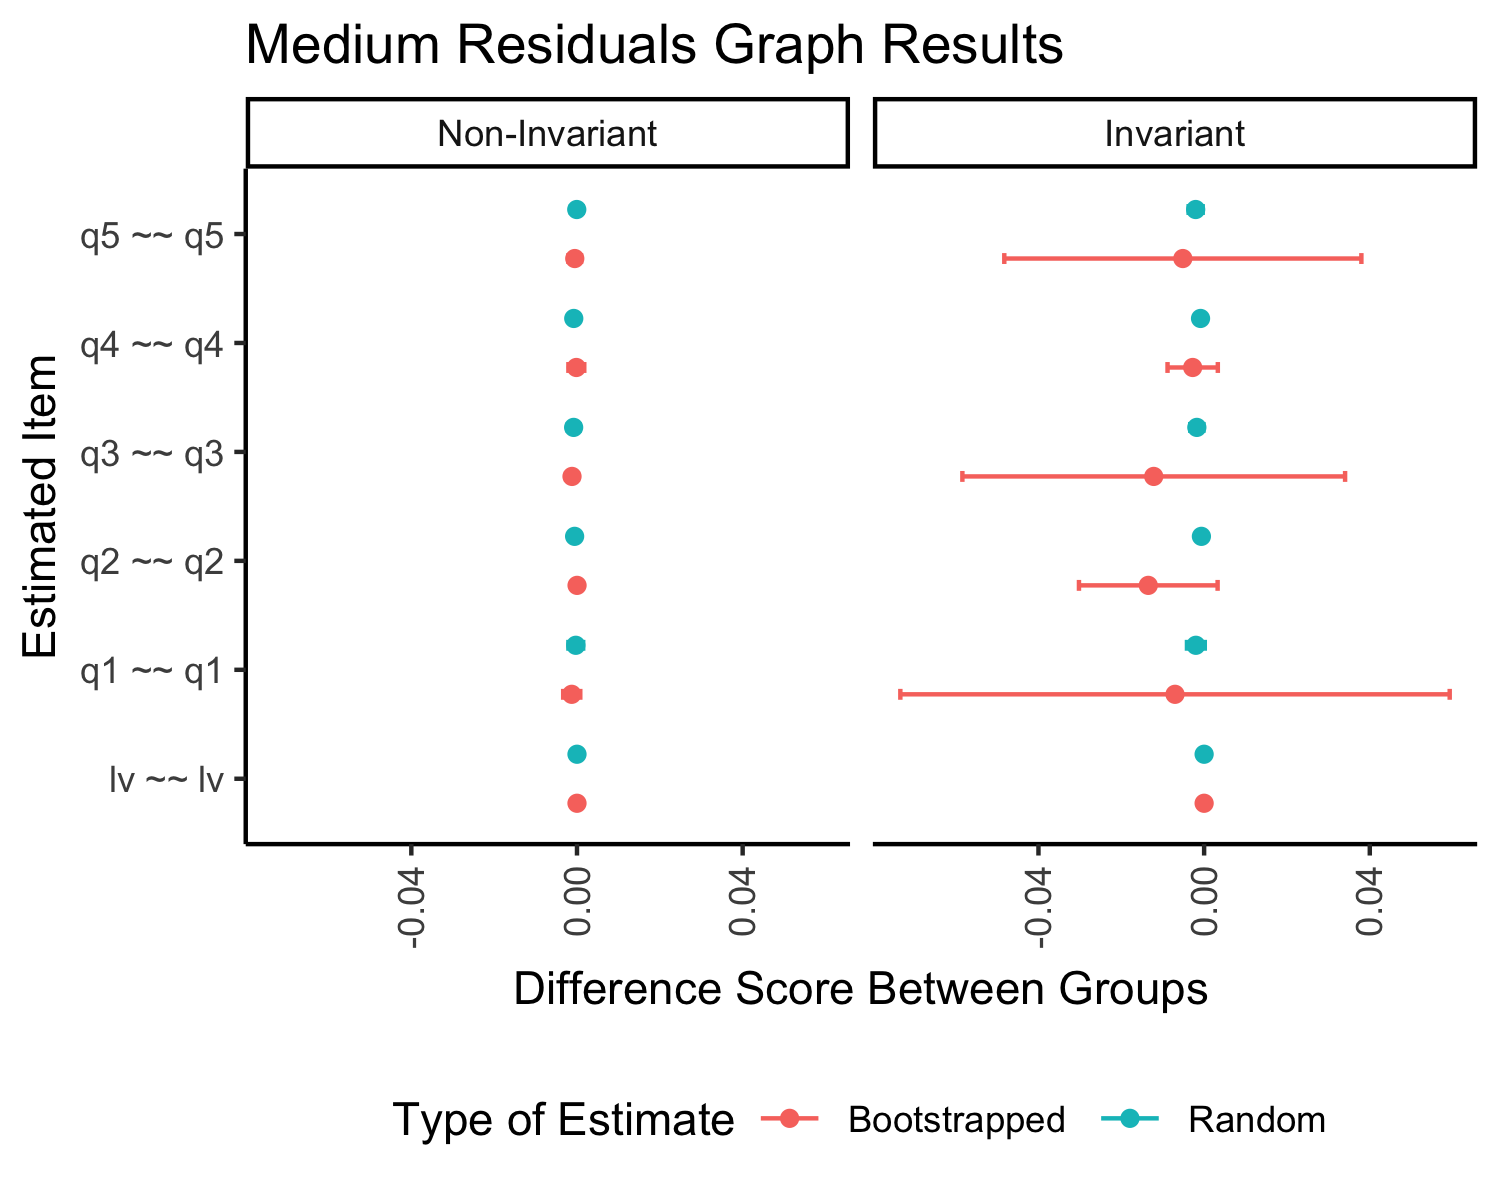 Medium Residuals Graph Results
Non-Invariant
Invariant
Estimated Item
q5 ~~ q5
q4 ~~ q4
q3 ~~ q3
q2 ~~ q2
q1 ~~ q1
lv ~~ lv
-0.04 0.00 0.04
-0.04 0.00 0.04
Difference Score Between Groups
Type of Estimate Bootstrapped Random